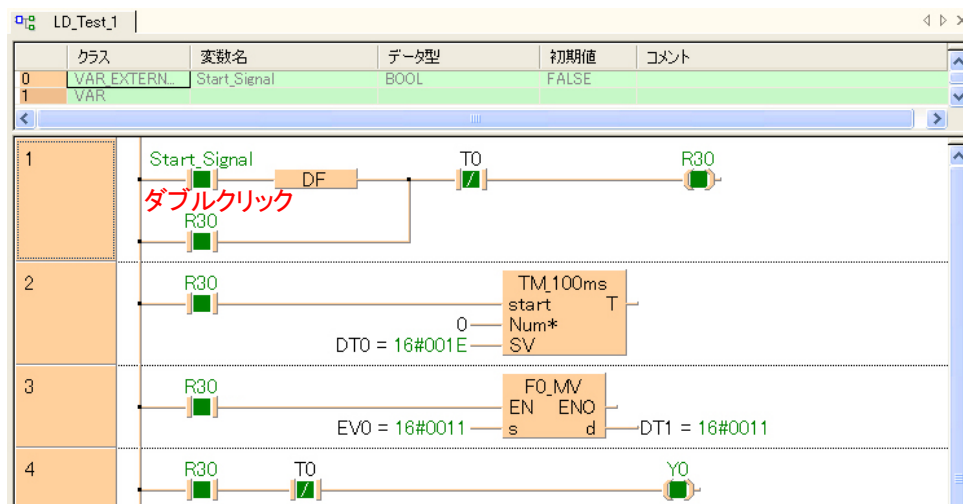 LD_Test_1
クラス 変数名 データ型 初期値 コメント
0 VAR_EXTERN... Start_Signal BOOL FALSE
1 VAR
1
Start_Signal T0 R30
DF
ダブルクリック
R30
2
R30 TM_100ms
start T
0 Num*
DT0 = 16#001E SV
3
R30 F0_MV
EN ENO
EV0 = 16#0011 s d DT1 = 16#0011
4
R30 T0 Y0